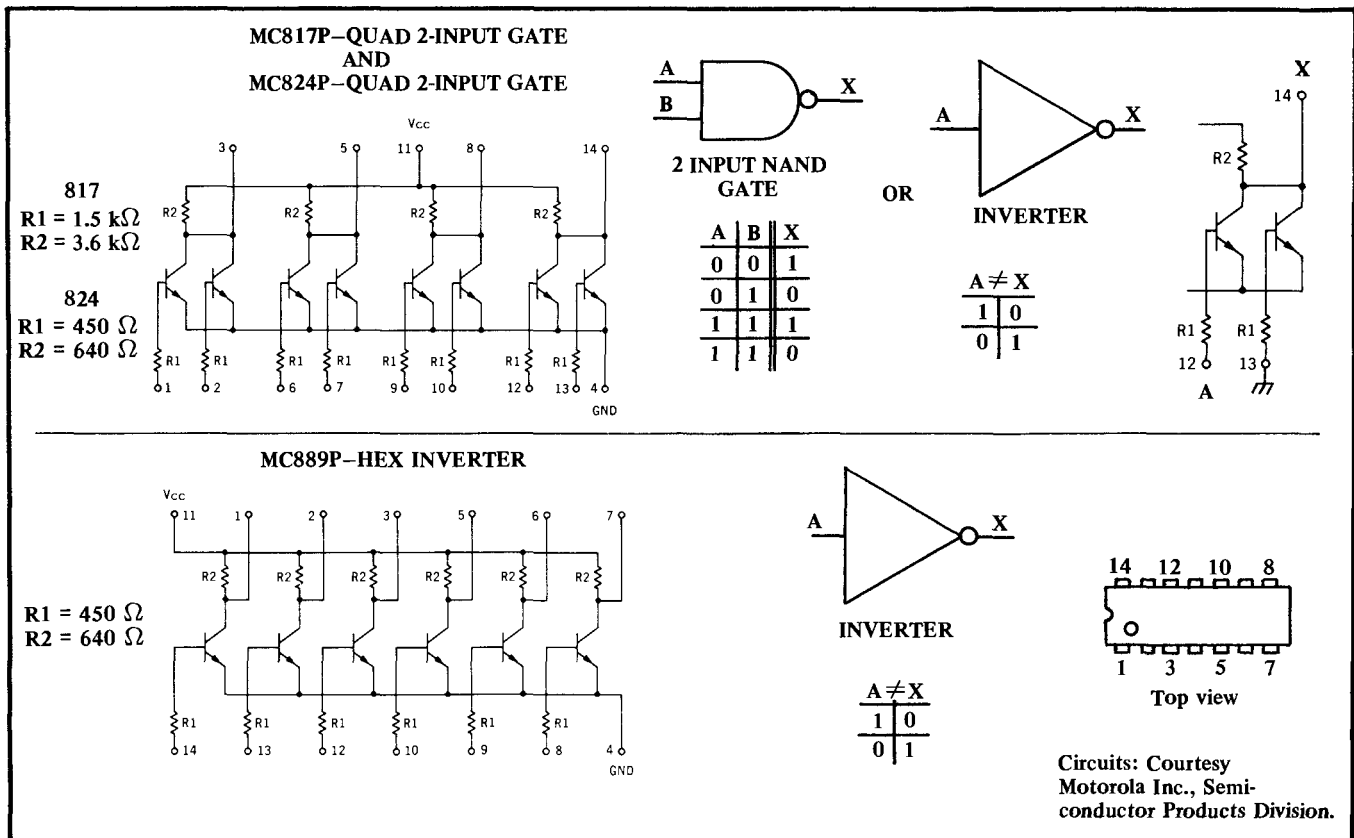 MC817P–QUAD 2-INPUT GATE
AND
MC824P–QUAD 2-INPUT GATE
817
R1 = 1.5 kΩ
R2 = 3.6 kΩ
824
R1 = 450 Ω
R2 = 640 Ω
Vcc
3 5 11 8 14
R2 R2 R2 R2
R1 R1 R1 R1 R1 R1 R1 R1
1 2 6 7 9 10 12 13 4
GND
A
B
X
2 INPUT NAND
GATE
A B X
0 0 1
0 1 0
1 1 1
1 1 0
OR
A X
INVERTER
A ≠ X
1 0
0 1
X
14
R2
R1 R1
12 13
A
MC889P–HEX INVERTER
R1 = 450 Ω
R2 = 640 Ω
Vcc
11 1 2 3 5 6 7
R2 R2 R2 R2 R2 R2
R1 R1 R1 R1 R1 R1
14 13 12 10 9 8 4
GND
A X
INVERTER
A ≠ X
1 0
0 1
14 12 10 8
1 3 5 7
Top view
Circuits: Courtesy
Motorola Inc., Semi-
conductor Products Division.